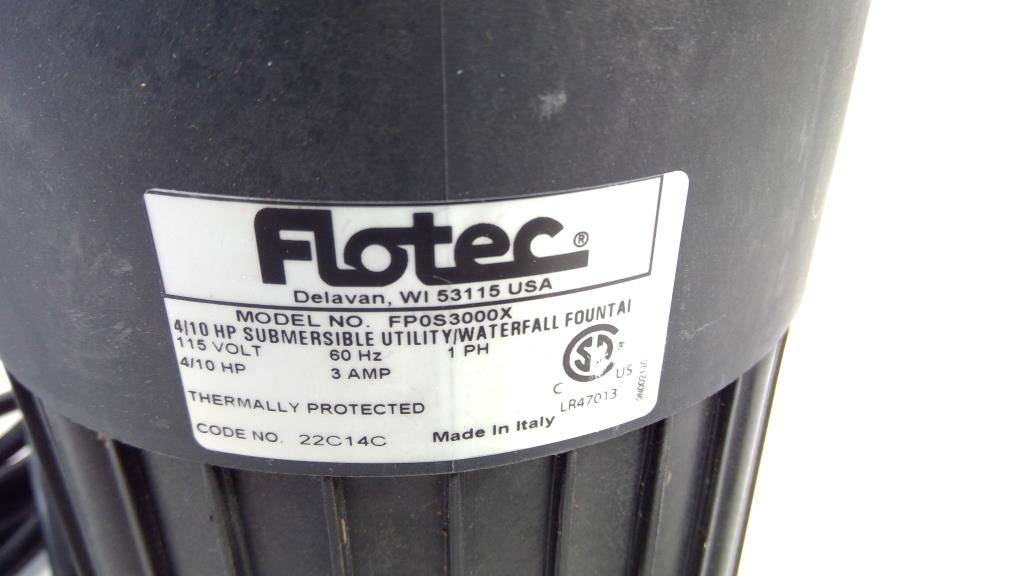 Flotec®
Delavan, WI 53115 USA
MODEL NO. FP0S3000X
4/10 HP SUBMERSIBLE UTILITY/WATERFALL FOUNTAI
115 VOLT 60 Hz 1 PH
4/10 HP 3 AMP
THERMALLY PROTECTED
CODE NO. 22C14C
Made In Italy
® C US
LR47013